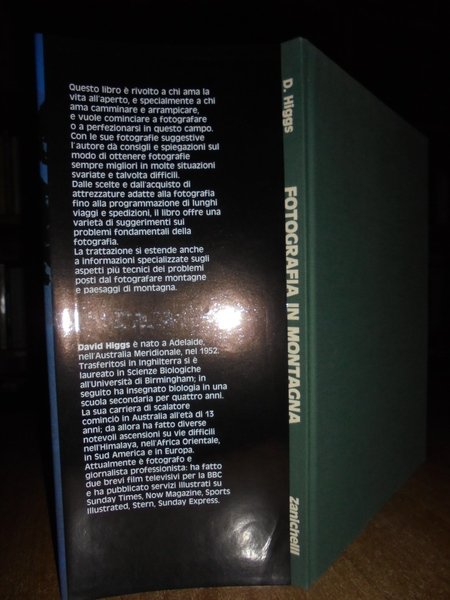 Questo libro è rivolto a chi ama la
vita all'aperto, e specialmente a chi
ama camminare e arrampicare,
e vuole cominciare a fotografare
o a perfezionarsi in questo campo.
Con le sue fotografie suggestive
l'autore dà consigli e spiegazioni sul
modo di ottenere fotografie
sempre migliori in molte situazioni
svariate e talvolta difficili.
Dalle scelte e dall'acquisto di
attrezzature adatte alla fotografia
fino alla programmazione di lunghi
viaggi e spedizioni, il libro offre una
varietà di suggerimenti sui
problemi fondamentali della
fotografia.
La trattazione si estende anche
a informazioni specializzate sugli
aspetti più tecnici dei problemi
posti dal fotografare montagne
e paesaggi di montagna.
David Higgs è nato a Adelaide,
nell'Australia Meridionale, nel 1952.
Trasferitosi in Inghilterra si è
laureato in Scienze Biologiche
all'Università di Birmingham; in
seguito ha insegnato biologia in una
scuola secondaria per quattro anni.
La sua carriera di scalatore
cominciò in Australia all'età di 13
anni; da allora ha fatto diverse
notevoli ascensioni su vie difficili
nell'Himalaya, nell'Africa Orientale,
in Sud America e in Europa.
Attualmente è fotografo e
giornalista professionista: ha fatto
due brevi film televisivi per la BBC
e ha pubblicato servizi illustrati su
Sunday Times, Now Magazine, Sports
Illustrated, Stern, Sunday Express.
D. Higgs
FOTOGRAFIA IN MONTAGNA
Zanichelli